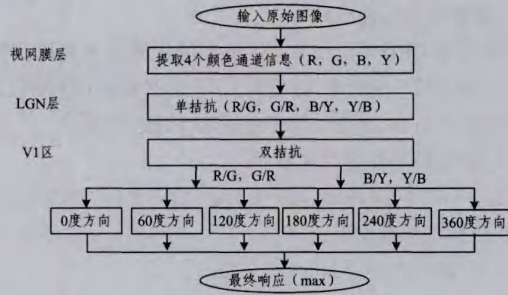 输入原始图像
视网膜层
提取4个颜色通道信息（R，G，B，Y）
LGN层
单拮抗（R/G，G/R，B/Y，Y/B）
V1区
双拮抗
R/G，G/R
B/Y，Y/B
0度方向 60度方向 120度方向 180度方向 240度方向 360度方向
最终响应（max）